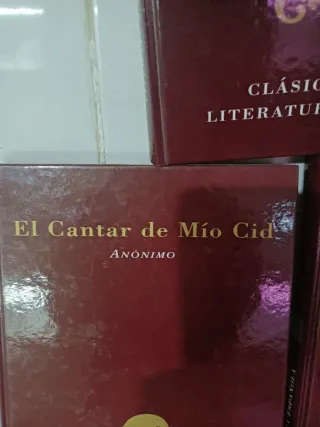 CLÁSIC
LITERATUR
El Cantar de Mío Cid
ANÓNIMO